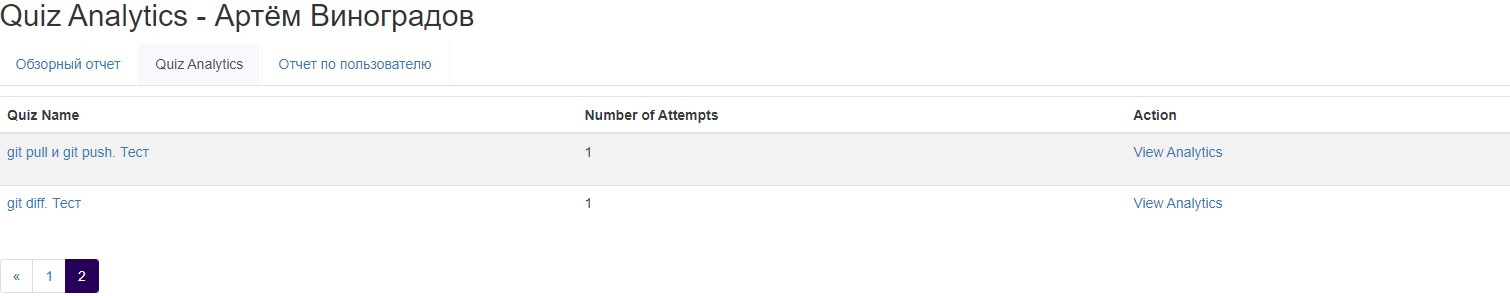 Quiz Analytics - Артём Виноградов
Обзорный отчет Quiz Analytics Отчет по пользователю
Quiz Name Number of Attempts Action
git pull и git push. Тест 1 View Analytics
git diff. Тест 1 View Analytics
« 1 2